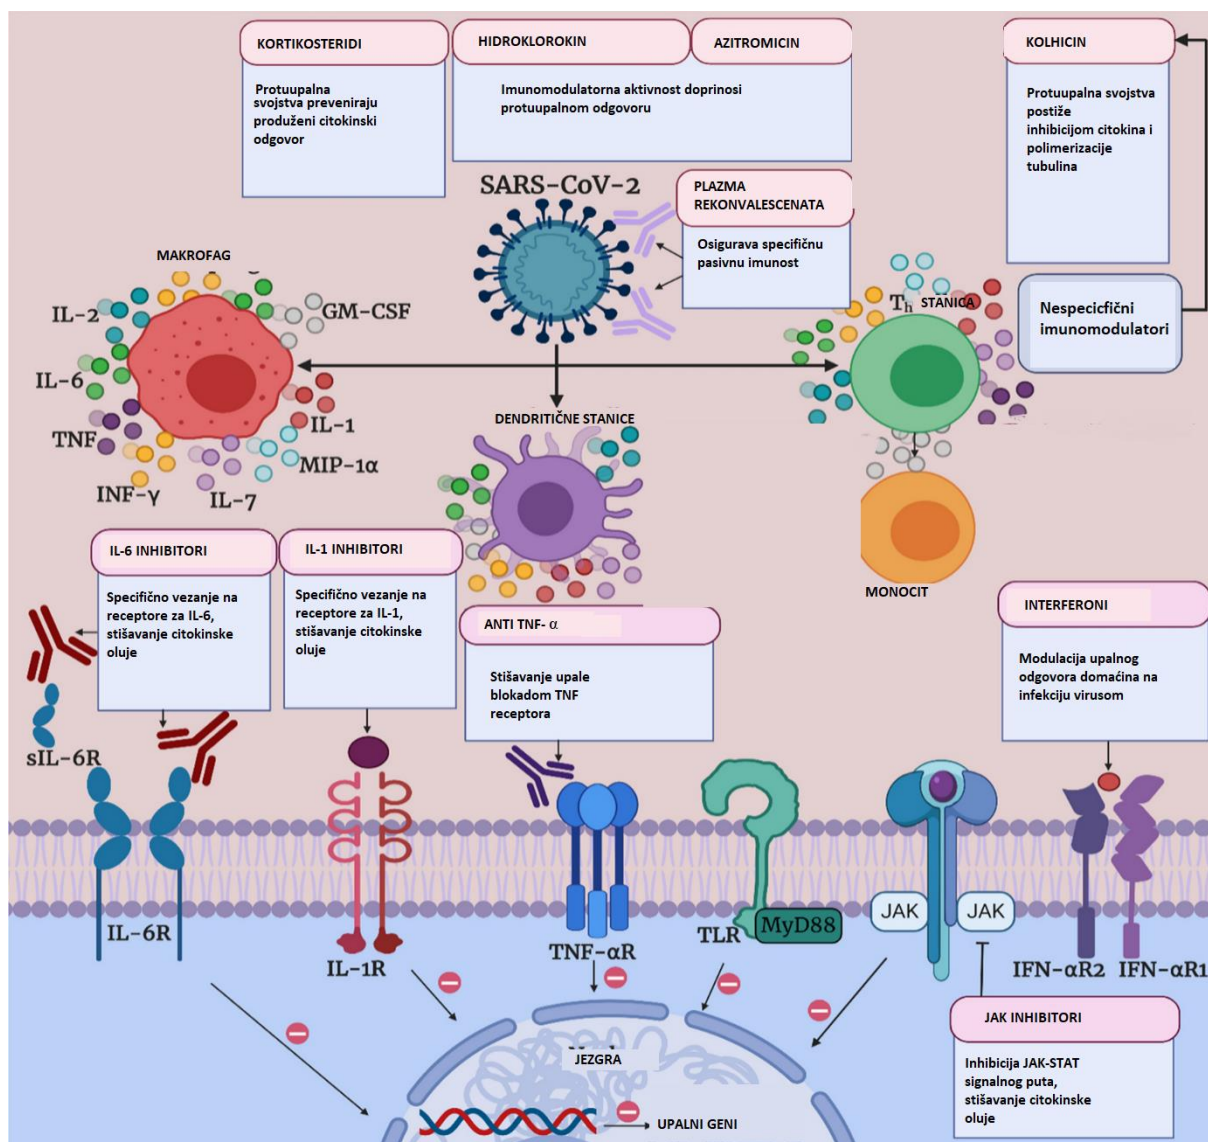 KORTIKOSTERIDI
Protuupalna
svojstva preveniraju
produženi citokinski
odgovor
HIDROKLOROKIN
AZITROMICIN
Imunomodulatorna aktivnost doprinosi
protuupalnom odgovoru
KOLHICIN
Protuupalna svojstva
postiže
inhibicijom citokina i
polimerizacije
tubulina
SARS-CoV-2
PLAZMA
REKONVALESCENATA
Osigurava specifičnu
pasivnu imunost
Nespecicfični
imunomodulatori
MAKROFAG
IL-2
GM-CSF
IL-6
TNF
INF-γ
IL-7
MIP-1α
IL-1
Th STANICA
DENDRITIČNE STANICE
MONOCIT
IL-6 INHIBITORI
Specifično vezanje na
receptore za IL-6,
stišavanje citokinske
oluje
IL-1 INHIBITORI
Specifično vezanje na
receptore za IL-1,
stišavanje citokinske
oluje
ANTI TNF- α
Stišavanje upale
blokadom TNF
receptora
INTERFERONI
Modulacija upalnog
odgovora domaćina na
infekciju virusom
sIL-6R
IL-6R
IL-1R
TNF-αR
TLR
MyD88
JAK
JAK
IFN-αR2
IFN-αR1
JAK INHIBITORI
Inhibicija JAK-STAT
signalnog puta,
stišavanje citokinske
oluje
JEZGRA
UPALNI GENI